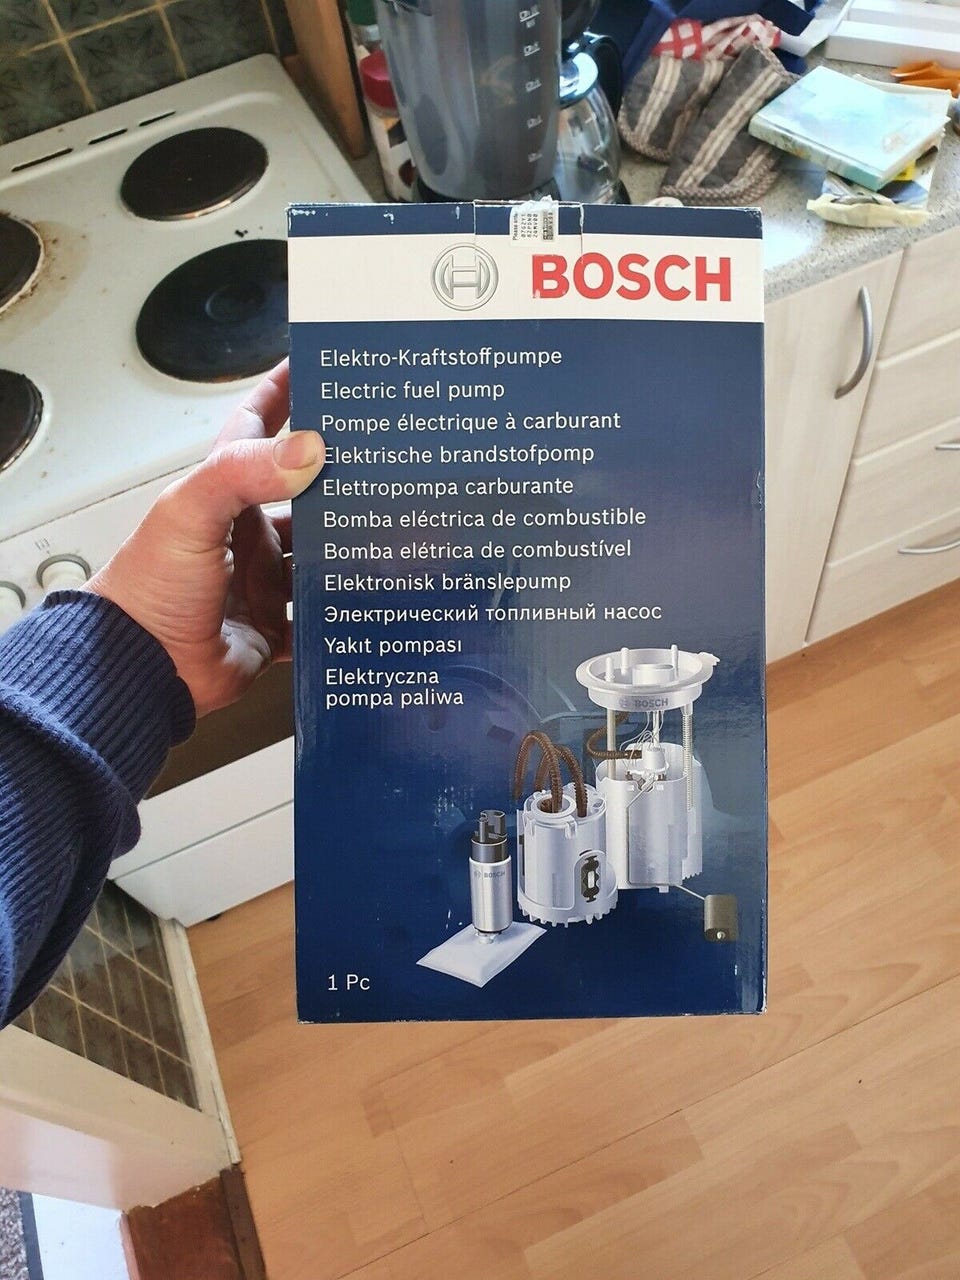 BOSCH
Elektro-Kraftstoffpumpe
Electric fuel pump
Pompe électrique à carburant
Elektrische brandstofpomp
Elettropompa carburante
Bomba eléctrica de combustible
Bomba elétrica de combustível
Elektronisk bränslepump
Электрический топливный насос
Yakıt pompası
Elektryczna
pompa paliwa
BOSCH
BOSCH
1 Pc